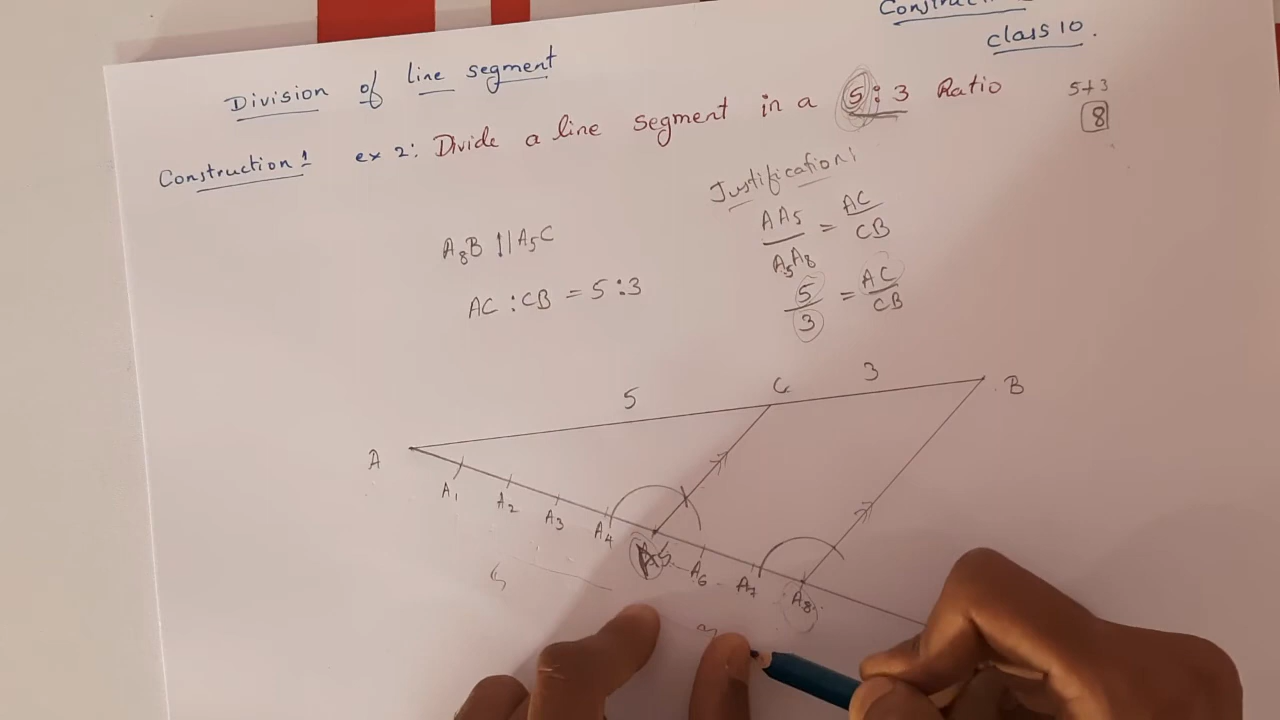 class 10.
Division of line segment
Construction 1 ex 2: Divide a line segment in a 5:3 Ratio
5+3
8
Justification:
A₈B || A₅C
AC : CB = 5:3
AA₅ / A₅A₈ = AC / CB
5/3 = AC / CB
5
C
3
B
A
A₁
A₂
A₃
A₄
A₅
A₆
A₇
A₈